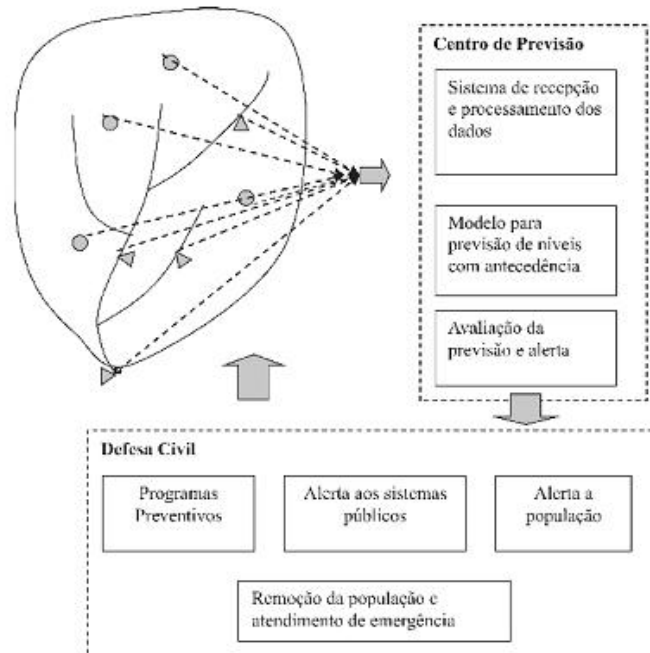 Centro de Previsão
Sistema de recepção
e processamento dos
dados
Modelo para
previsão de níveis
com antecedência
Avaliação da
previsão e alerta
Defesa Civil
Programas
Preventivos
Alerta aos sistemas
públicos
Alerta a
população
Remoção da população e
atendimento de emergência